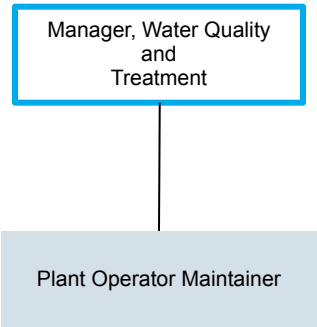 Manager, Water Quality
and
Treatment
Plant Operator Maintainer